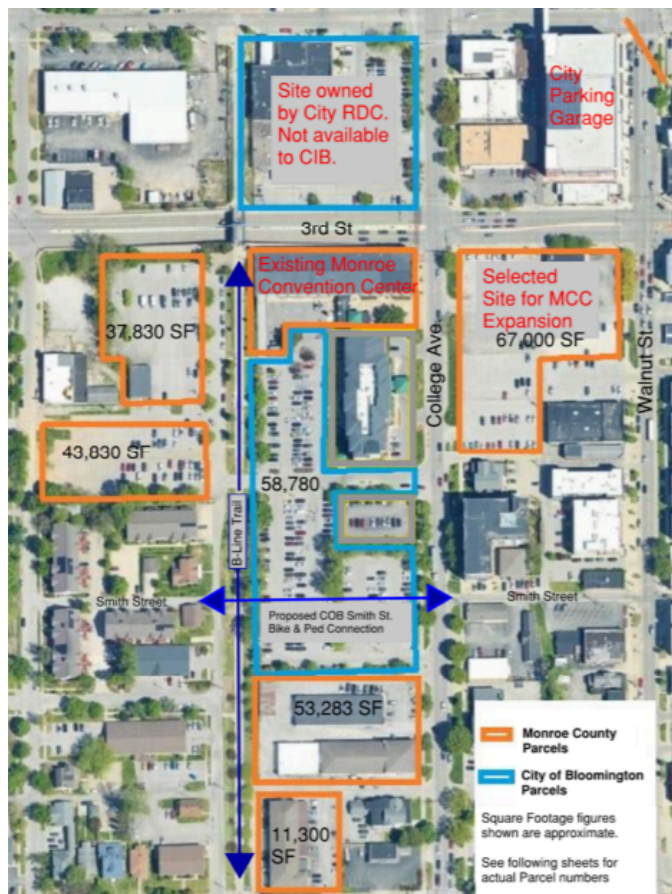 Site owned
by City RDC.
Not available
to CIB.
City
Parking
Garage
3rd St
Existing Monroe
Convention Center
Selected
Site for MCC
Expansion
67,000 SF
37,830 SF
College Ave.
Walnut St.
43,830 SF
58,780
B-Line Trail
Smith Street
Proposed COB Smith St.
Bike & Ped Connection
Smith Street
53,283 SF
11,300
SF
Monroe County
Parcels
City of Bloomington
Parcels
Square Footage figures
shown are approximate.
See following sheets for
actual Parcel numbers